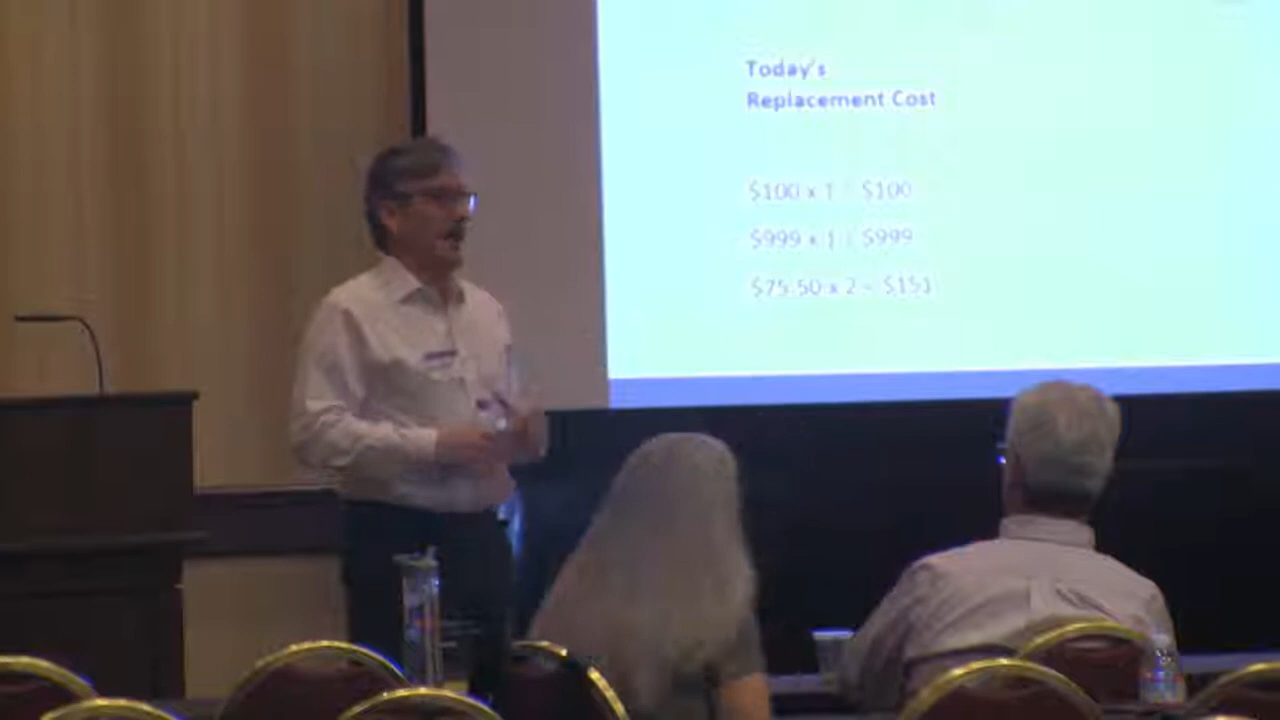 Today's
Replacement Cost
$100 x 1 = $100
$999 x 1 = $999
$75.50 x 2 = $151